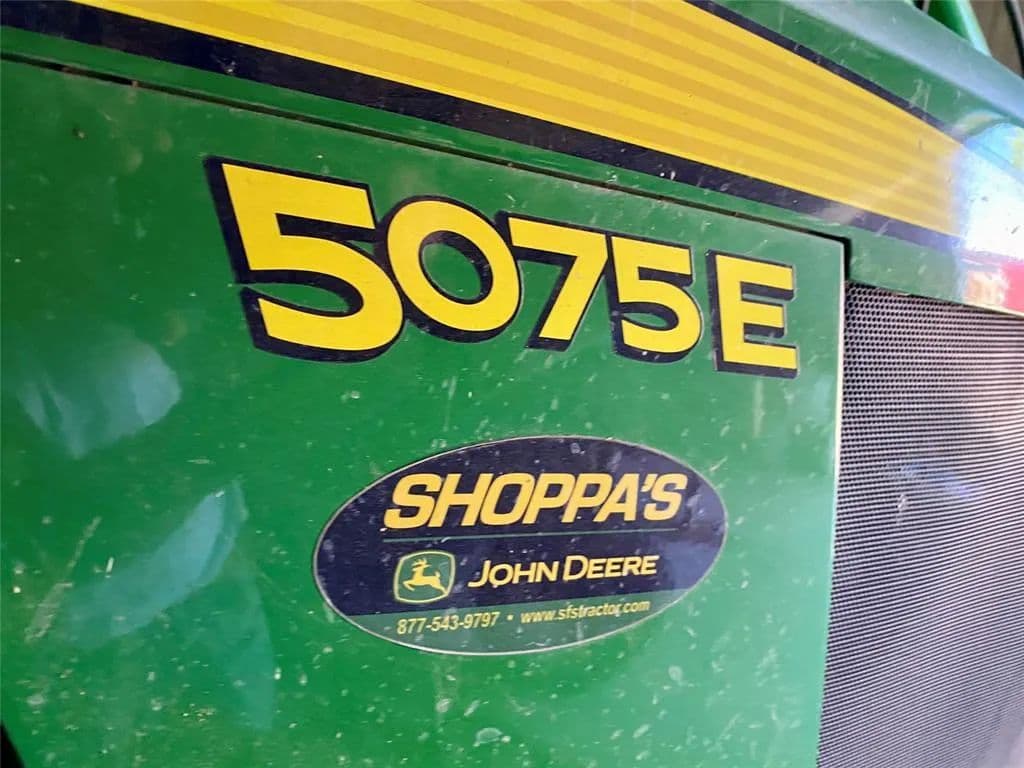 5075E
SHOPPA'S
JOHN DEERE
877-543-9797 • www.sfstractor.com